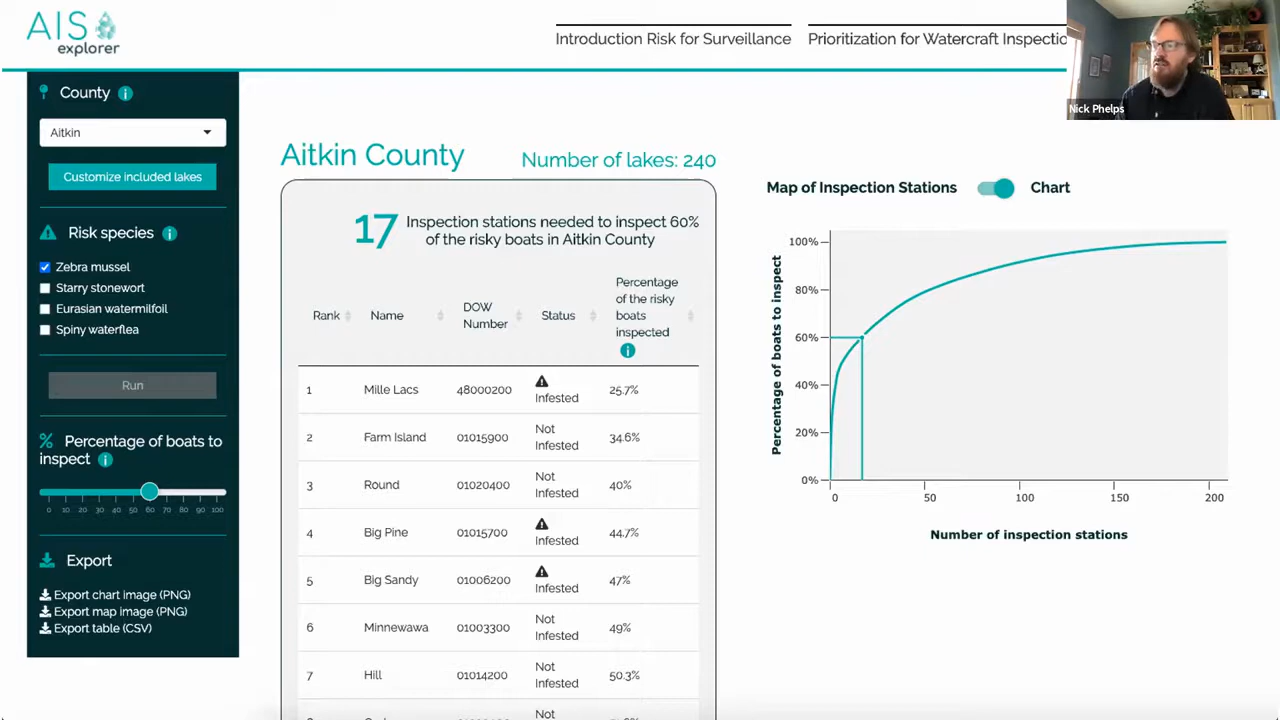 AIS
explorer
Introduction Risk for Surveillance
Prioritization for Watercraft Inspectio
Nick Phelps
County i
Aitkin
Customize included lakes
Risk species i
Zebra mussel
Starry stonewort
Eurasian watermilfoil
Spiny waterflea
Run
% Percentage of boats to
inspect i
0 10 20 30 40 50 60 70 80 90 100
Export
Export chart image (PNG)
Export map image (PNG)
Export table (CSV)
Aitkin County
Number of lakes: 240
17 Inspection stations needed to inspect 60%
of the risky boats in Aitkin County
Rank
Name
DOW
Number
Status
Percentage
of the risky
boats
inspected
i
1 Mille Lacs 48000200 Infested 25.7%
2 Farm Island 01015900 Not
Infested 34.6%
3 Round 01020400 Not
Infested 40%
4 Big Pine 01015700 Infested 44.7%
5 Big Sandy 01006200 Infested 47%
6 Minnewawa 01003300 Not
Infested 49%
7 Hill 01014200 Not
Infested 50.3%
Not
Map of Inspection Stations
Chart
Percentage of boats to inspect
100%
80%
60%
40%
20%
0%
0 50 100 150 200
Number of inspection stations